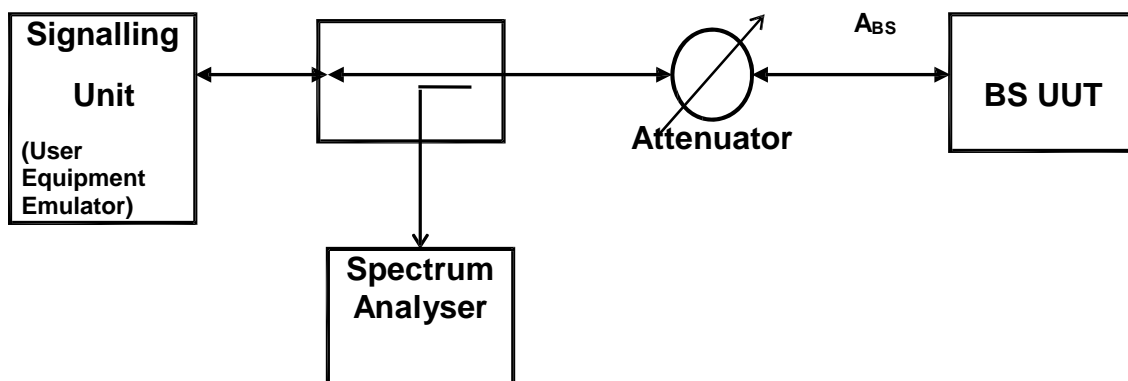 Signalling
Unit
(User
Equipment
Emulator)
Attenuator
ABS
BS UUT
Spectrum
Analyser